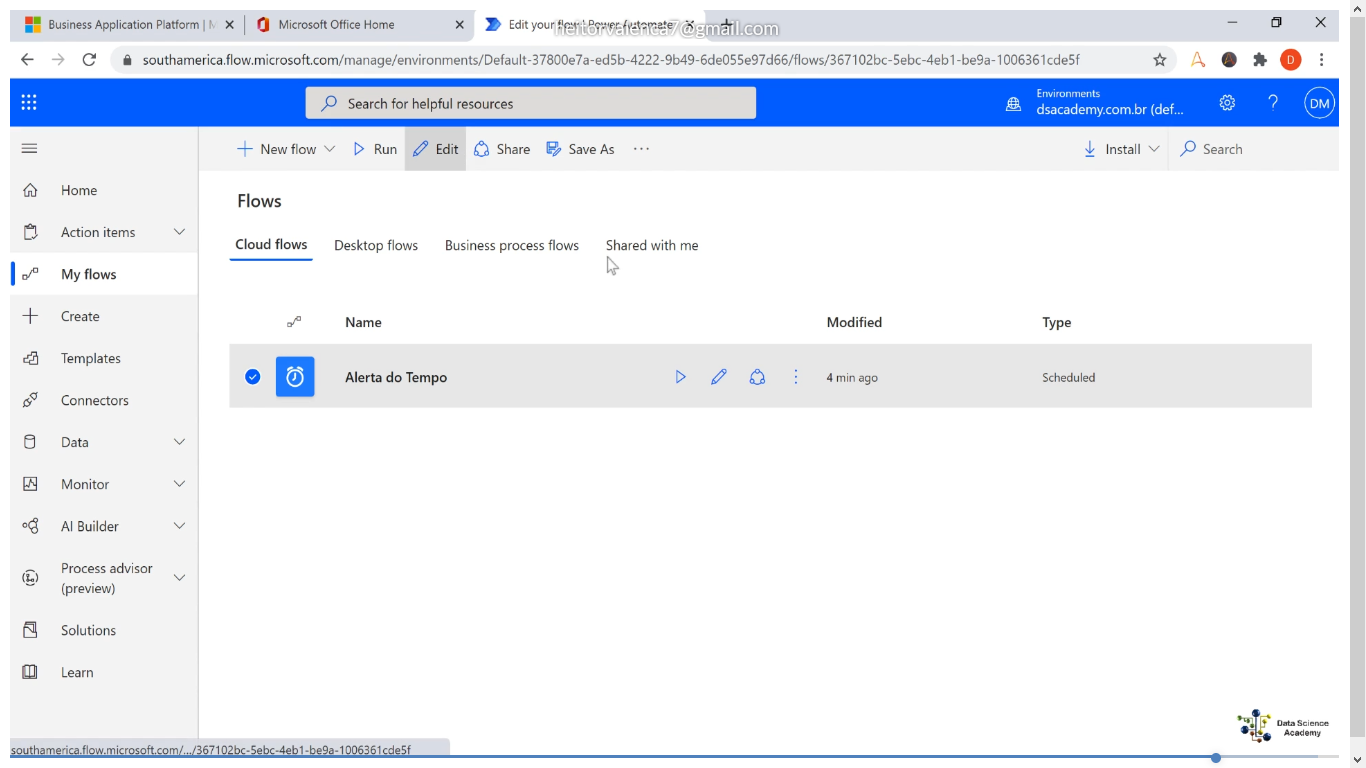 Business Application Platform | M
Microsoft Office Home
Edit your flow | Power Automate
heitorvalenca7@gmail.com
southamerica.flow.microsoft.com/manage/environments/Default-37800e7a-ed5b-4222-9b49-6de055e97d66/flows/367102bc-5ebc-4eb1-be9a-1006361cde5f
D
Search for helpful resources
Environments
dsacademy.com.br (def...
?
DM
New flow
Run
Edit
Share
Save As
...
Install
Search
Home
Action items
My flows
Create
Templates
Connectors
Data
Monitor
AI Builder
Process advisor
(preview)
Solutions
Learn
Flows
Cloud flows
Desktop flows
Business process flows
Shared with me
Name
Modified
Type
Alerta do Tempo
4 min ago
Scheduled
Data Science
Academy
southamerica.flow.microsoft.com/.../367102bc-5ebc-4eb1-be9a-1006361cde5f